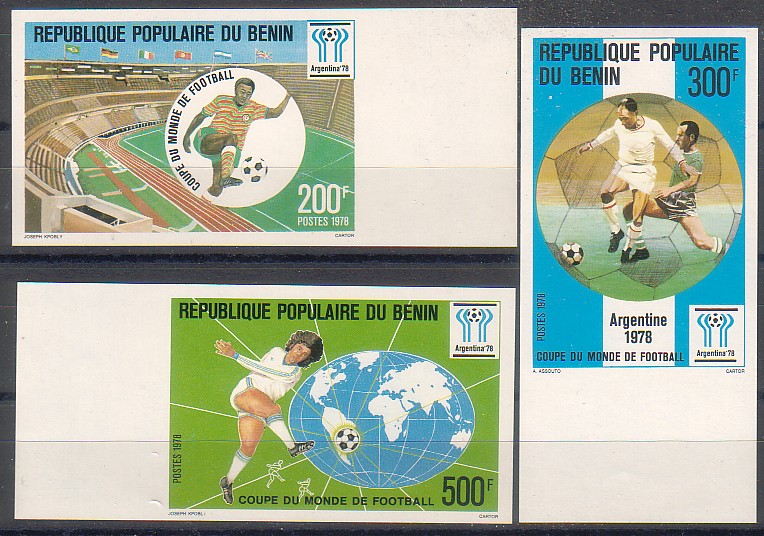 REPUBLIQUE POPULAIRE DU BENIN
Argentina'78
COUPE DU MONDE DE FOOTBALL
200F
POSTES 1978
JOSEPH KPOBLY
CARTOR
REPUBLIQUE POPULAIRE
DU BENIN
300F
POSTES 1978
Argentine
1978
COUPE DU MONDE DE FOOTBALL
Argentina'78
A. ASSOUTO
CARTOR
REPUBLIQUE POPULAIRE DU BENIN
Argentina'78
POSTES 1978
COUPE DU MONDE DE FOOTBALL
500F
JOSEPH KPOBLY
CARTOR